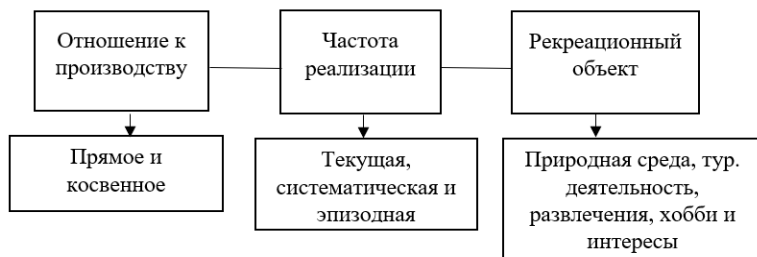 Отношение к
производству
Частота
реализации
Рекреационный
объект
Прямое и
косвенное
Текущая,
систематическая и
эпизодная
Природная среда, тур.
деятельность,
развлечения, хобби и
интересы